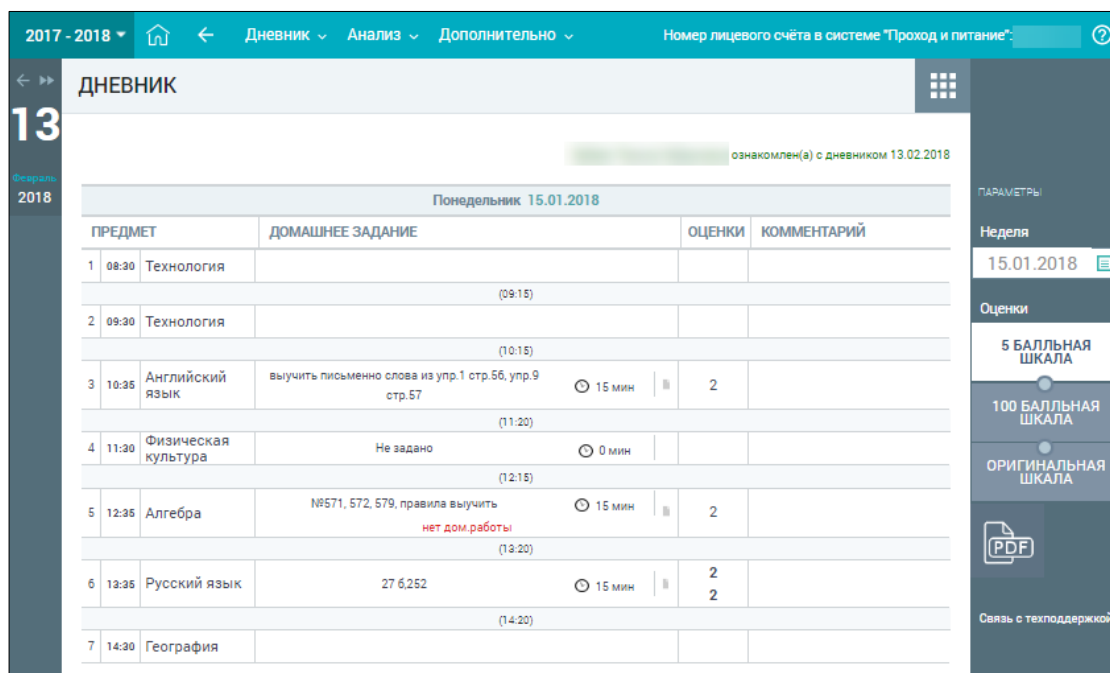 2017 - 2018 Дневник Анализ Дополнительно Номер лицевого счёта в системе "Проход и питание":
ДНЕВНИК
13
Февраль
2018
ознакомлен(а) с дневником 13.02.2018
Понедельник 15.01.2018
ПРЕДМЕТ ДОМАШНЕЕ ЗАДАНИЕ ОЦЕНКИ КОММЕНТАРИЙ
1 08:30 Технология
(09:15)
2 09:30 Технология
(10:15)
3 10:35 Английский язык выучить письменно слова из упр.1 стр.56, упр.9 стр.57 15 мин 2
(11:20)
4 11:30 Физическая культура Не задано 0 мин
(12:15)
5 12:35 Алгебра №571, 572, 579, правила выучить 15 мин 2
нет дом.работы
(13:20)
6 13:35 Русский язык 27 б,252 15 мин 2
2
(14:20)
7 14:30 География
ПАРАМЕТРЫ
Неделя
15.01.2018
Оценки
5 БАЛЛЬНАЯ
ШКАЛА
100 БАЛЛЬНАЯ
ШКАЛА
ОРИГИНАЛЬНАЯ
ШКАЛА
PDF
Связь с техподдержкой